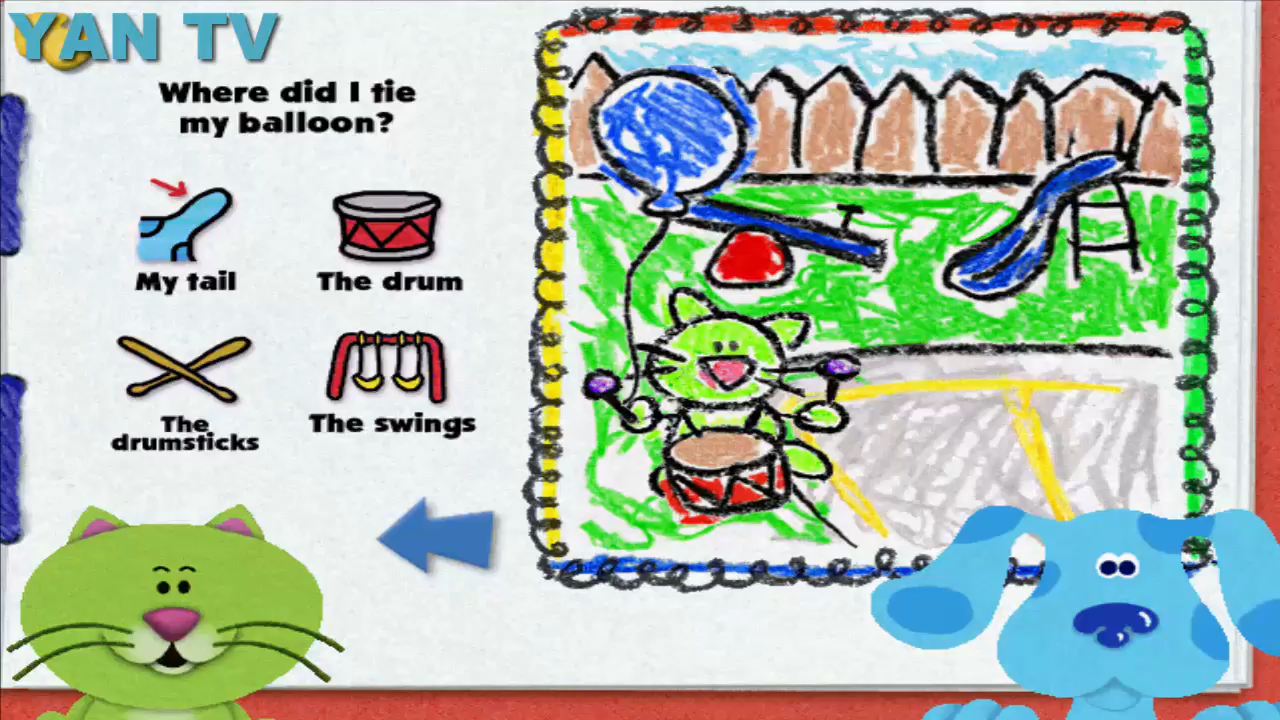 YAN TV
Where did I tie
my balloon?
My tail
The drum
The
drumsticks
The swings